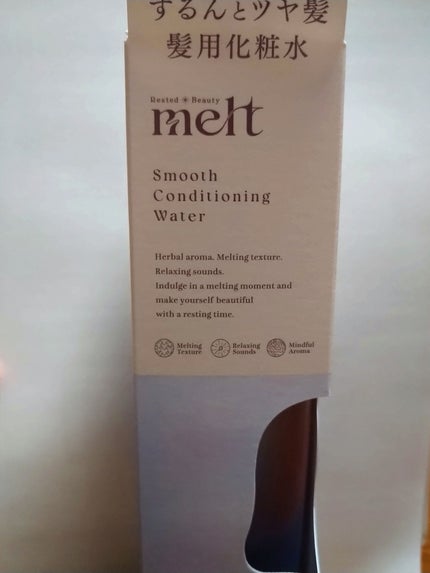 するんとツヤ髪
髪用化粧水
Rested Beauty
melt
Smooth
Conditioning
Water
Herbal aroma. Melting texture.
Relaxing sounds.
Indulge in a melting moment and
make yourself beautiful
with a resting time.
Melting Texture
Relaxing Sounds
Mindful Aroma